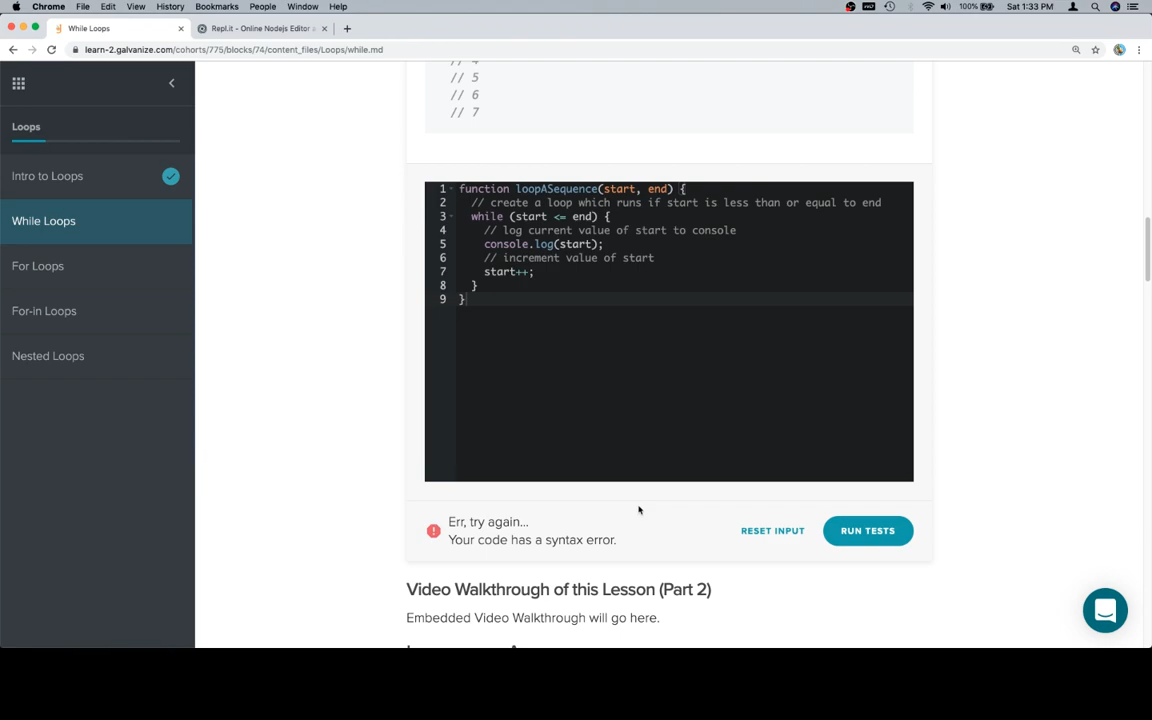 Chrome File Edit View History Bookmarks People Window Help 100% Sat 1:33 PM
While Loops × Repl.it - Online Nodejs Editor × +
learn-2.galvanize.com/cohorts/775/blocks/74/content_files/Loops/while.md
Loops
Intro to Loops
While Loops
For Loops
For-in Loops
Nested Loops
// 4
// 5
// 6
// 7
1 function loopASequence(start, end) {
2 // create a loop which runs if start is less than or equal to end
3 while (start <= end) {
4 // log current value of start to console
5 console.log(start);
6 // increment value of start
7 start++;
8 }
9 }
Err, try again...
Your code has a syntax error.
RESET INPUT
RUN TESTS
Video Walkthrough of this Lesson (Part 2)
Embedded Video Walkthrough will go here.